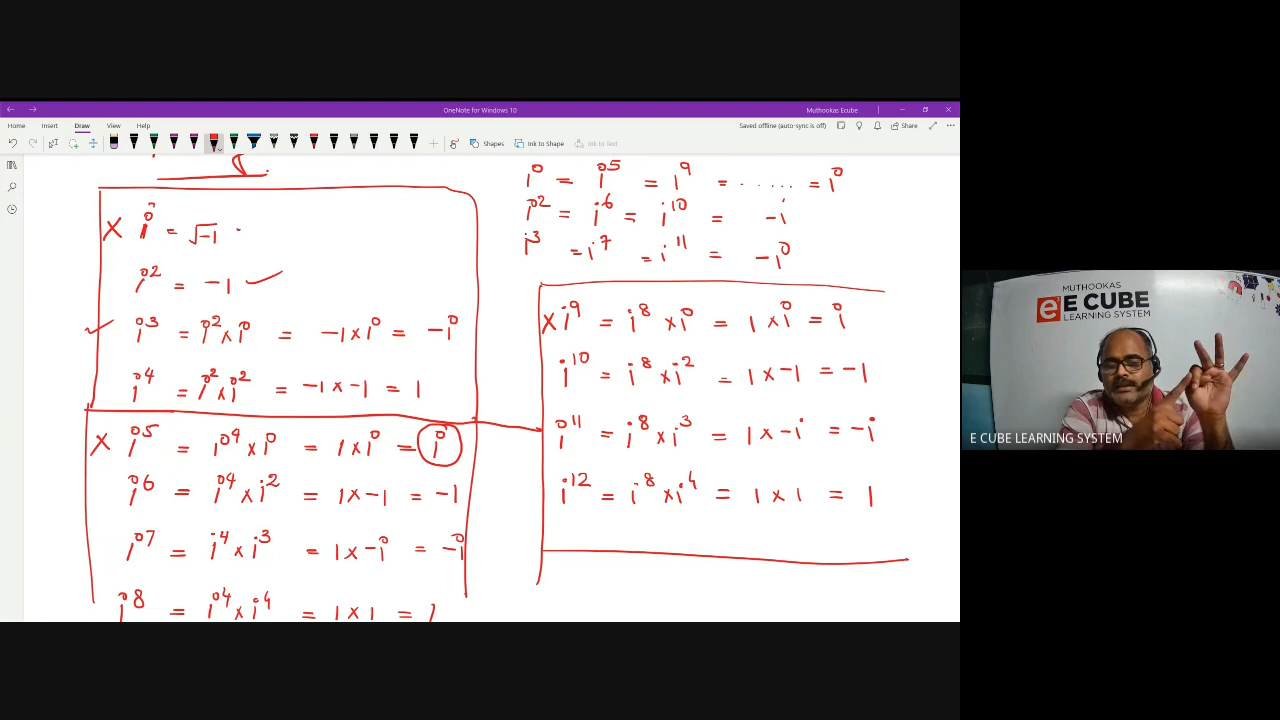 OneNote for Windows 10
Muthookas Ecube
Home Insert Draw View Help
Saved offline (auto-sync is off)
Share
Shapes
Ink to Shape
Ink to Text
i = √-1
i² = -1
i³ = i² × i = -1 × i = -i
i⁴ = i² × i² = -1 × -1 = 1
i⁵ = i⁴ × i = 1 × i = i
i⁶ = i⁴ × i² = 1 × -1 = -1
i⁷ = i⁴ × i³ = 1 × -i = -i
i⁸ = i⁴ × i⁴ = 1 × 1 = 1
i = i⁵ = i⁹ = ...... = i
i² = i⁶ = i¹⁰ = -i
i³ = i⁷ = i¹¹ = -i
i⁹ = i⁸ × i = 1 × i = i
i¹⁰ = i⁸ × i² = 1 × -1 = -1
i¹¹ = i⁸ × i³ = 1 × -i = -i
i¹² = i⁸ × i⁴ = 1 × 1 = 1
MUTHOOKAS
e E CUBE
LEARNING SYSTEM
E CUBE LEARNING SYSTEM